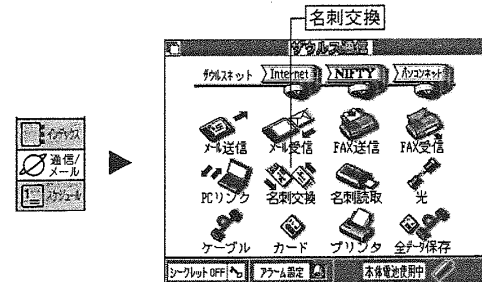 名刺交換
ザウルス通信
ザウルスネット Internet NIFTY パソコンネット
メール送信 メール受信 FAX送信 FAX受信
インデックス
通信/
メール
スケジュール
PCリンク 名刺交換 名刺読取 光
ケーブル カード プリンタ 全データ保存
シークレットOFF アラーム設定 本体電池使用中